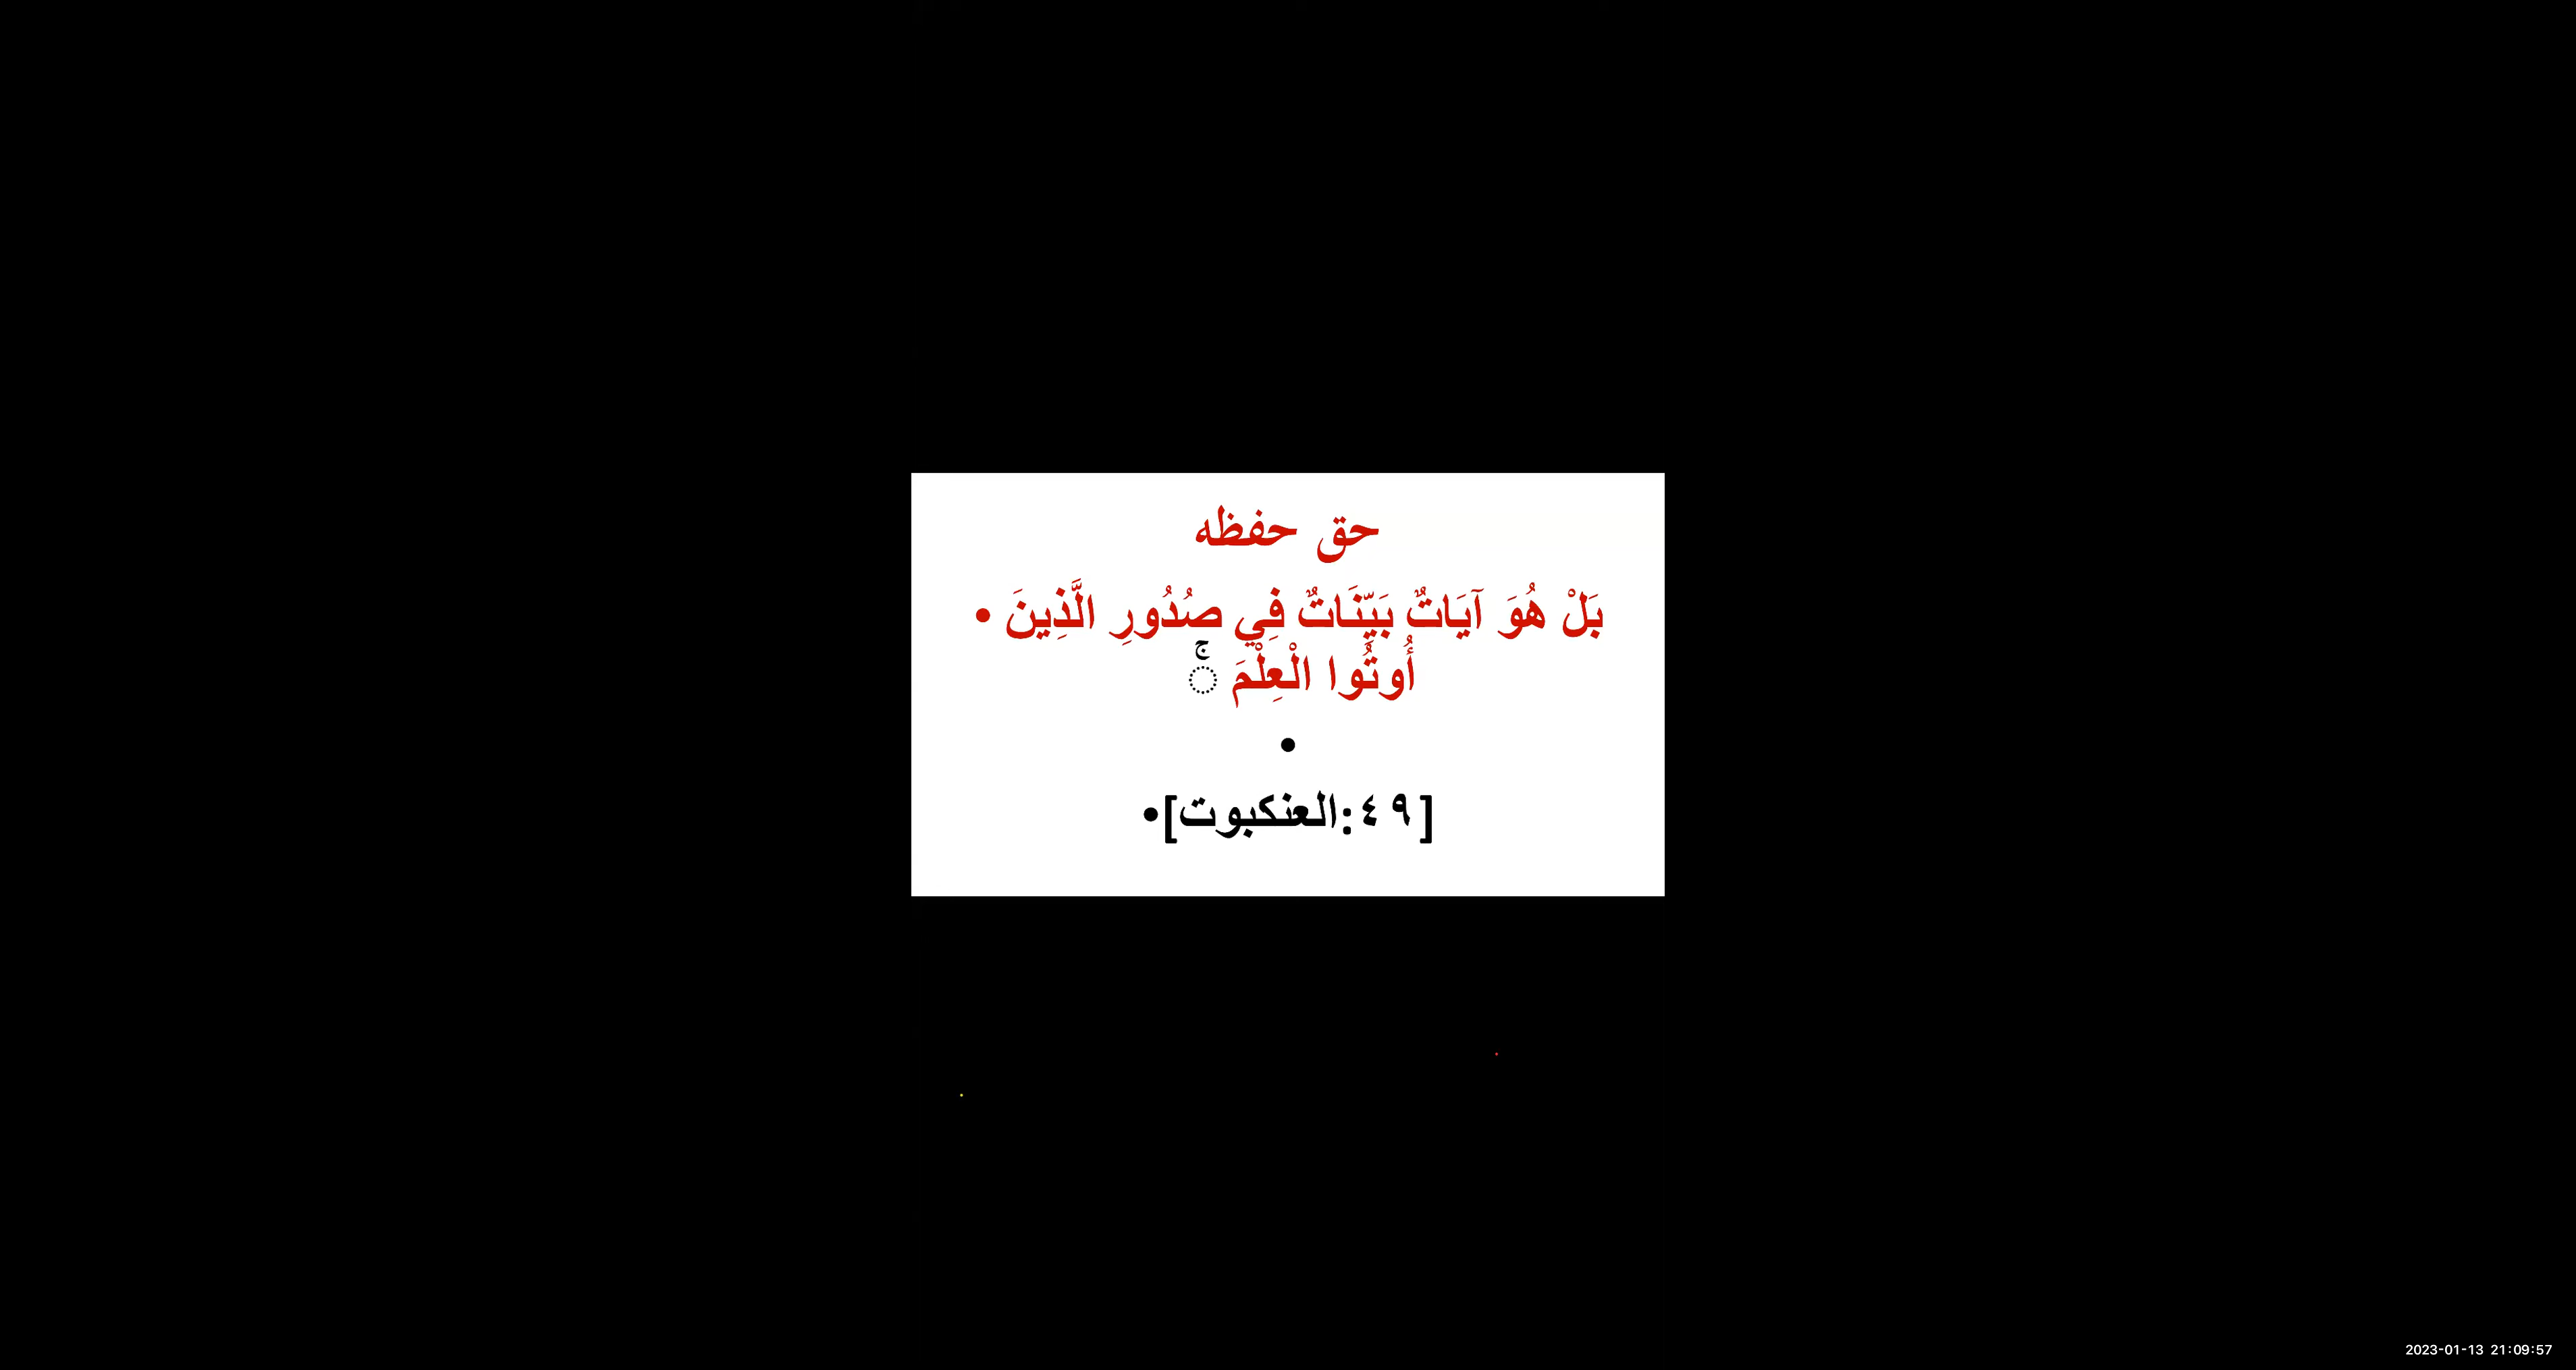 حق حفظه
• بَلْ هُوَ آيَاتٌ بَيِّنَاتٌ فِي صُدُورِ الَّذِينَ
أُوتُوا الْعِلْمَ ۚ
•
•[العنكبوت:٤٩]
2023-01-13 21:09:57